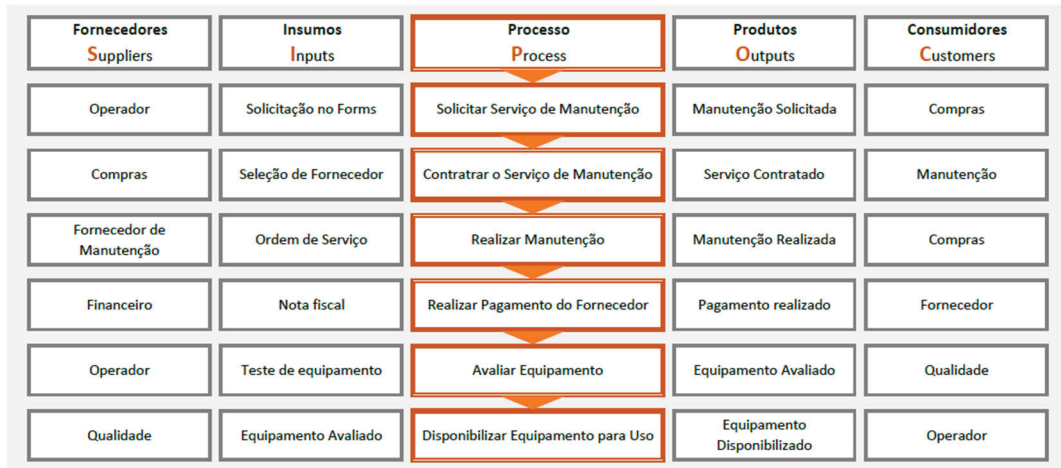 Fornecedores
Suppliers
Insumos
Inputs
Processo
Process
Produtos
Outputs
Consumidores
Customers
Operador
Solicitação no Forms
Solicitar Serviço de Manutenção
Manutenção Solicitada
Compras
Compras
Seleção de Fornecedor
Contratrar o Serviço de Manutenção
Serviço Contratado
Manutenção
Fornecedor de
Manutenção
Ordem de Serviço
Realizar Manutenção
Manutenção Realizada
Compras
Financeiro
Nota fiscal
Realizar Pagamento do Fornecedor
Pagamento realizado
Fornecedor
Operador
Teste de equipamento
Avaliar Equipamento
Equipamento Avaliado
Qualidade
Qualidade
Equipamento Avaliado
Disponibilizar Equipamento para Uso
Equipamento
Disponibilizado
Operador